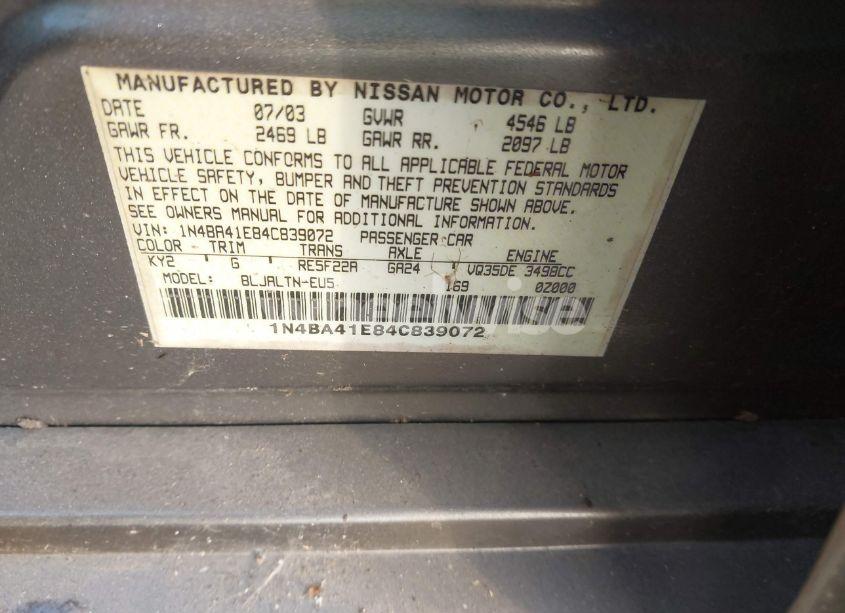 MANUFACTURED BY NISSAN MOTOR CO., LTD.
DATE 07/03 GVWR 4546 LB
GAWR FR. 2469 LB GAWR RR. 2097 LB
THIS VEHICLE CONFORMS TO ALL APPLICABLE FEDERAL MOTOR
VEHICLE SAFETY, BUMPER AND THEFT PREVENTION STANDARDS
IN EFFECT ON THE DATE OF MANUFACTURE SHOWN ABOVE.
SEE OWNERS MANUAL FOR ADDITIONAL INFORMATION.
VIN: 1N4BA41E84C839072 PASSENGER CAR
COLOR TRIM TRANS AXLE ENGINE
KY2 G RE5F22A GA24 VQ35DE 3498CC
MODEL: BLJALTN-EU5 169 0Z000
1N4BA41E84C839072